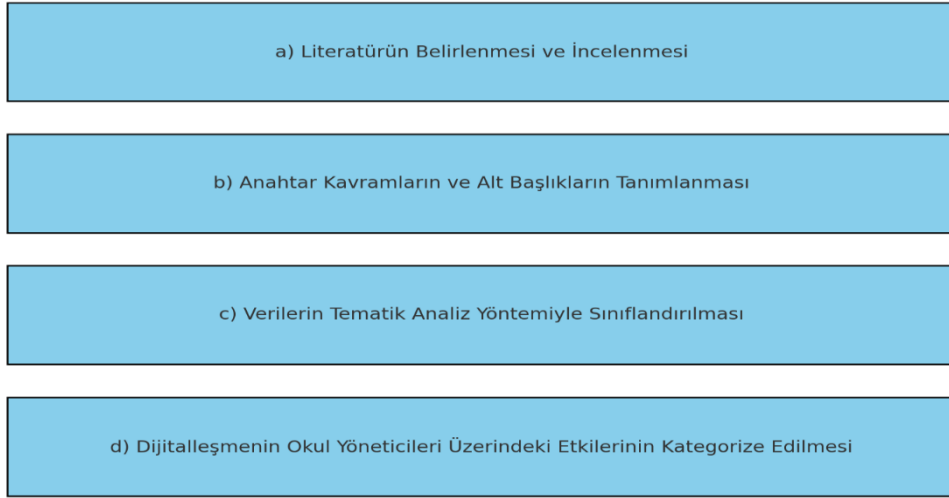 a) Literatürün Belirlenmesi ve İncelenmesi
b) Anahtar Kavramların ve Alt Başlıkların Tanımlanması
c) Verilerin Tematik Analiz Yöntemiyle Sınıflandırılması
d) Dijitalleşmenin Okul Yöneticileri Üzerindeki Etkilerinin Kategorize Edilmesi